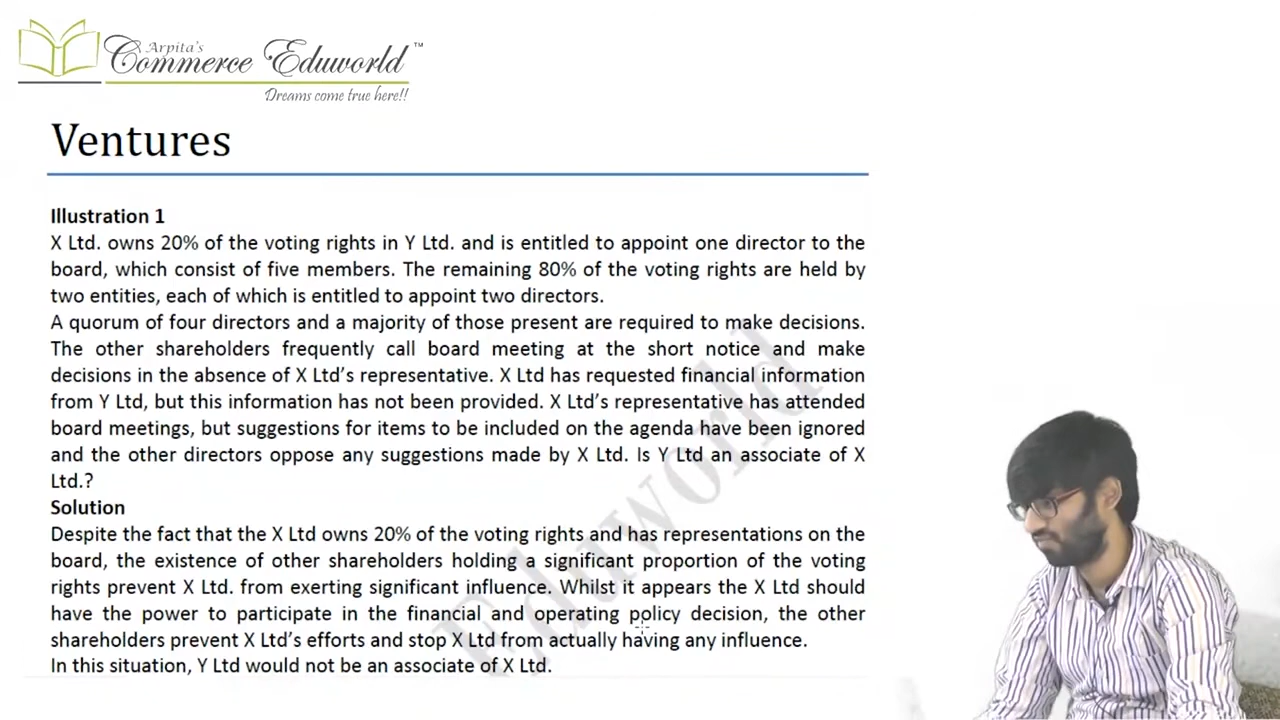 Arpita's
Commerce Eduworld™
Dreams come true here!!
Ventures
Illustration 1
X Ltd. owns 20% of the voting rights in Y Ltd. and is entitled to appoint one director to the
board, which consist of five members. The remaining 80% of the voting rights are held by
two entities, each of which is entitled to appoint two directors.
A quorum of four directors and a majority of those present are required to make decisions.
The other shareholders frequently call board meeting at the short notice and make
decisions in the absence of X Ltd's representative. X Ltd has requested financial information
from Y Ltd, but this information has not been provided. X Ltd's representative has attended
board meetings, but suggestions for items to be included on the agenda have been ignored
and the other directors oppose any suggestions made by X Ltd. Is Y Ltd an associate of X
Ltd.?
Solution
Despite the fact that the X Ltd owns 20% of the voting rights and has representations on the
board, the existence of other shareholders holding a significant proportion of the voting
rights prevent X Ltd. from exerting significant influence. Whilst it appears the X Ltd should
have the power to participate in the financial and operating policy decision, the other
shareholders prevent X Ltd's efforts and stop X Ltd from actually having any influence.
In this situation, Y Ltd would not be an associate of X Ltd.
Eduworld